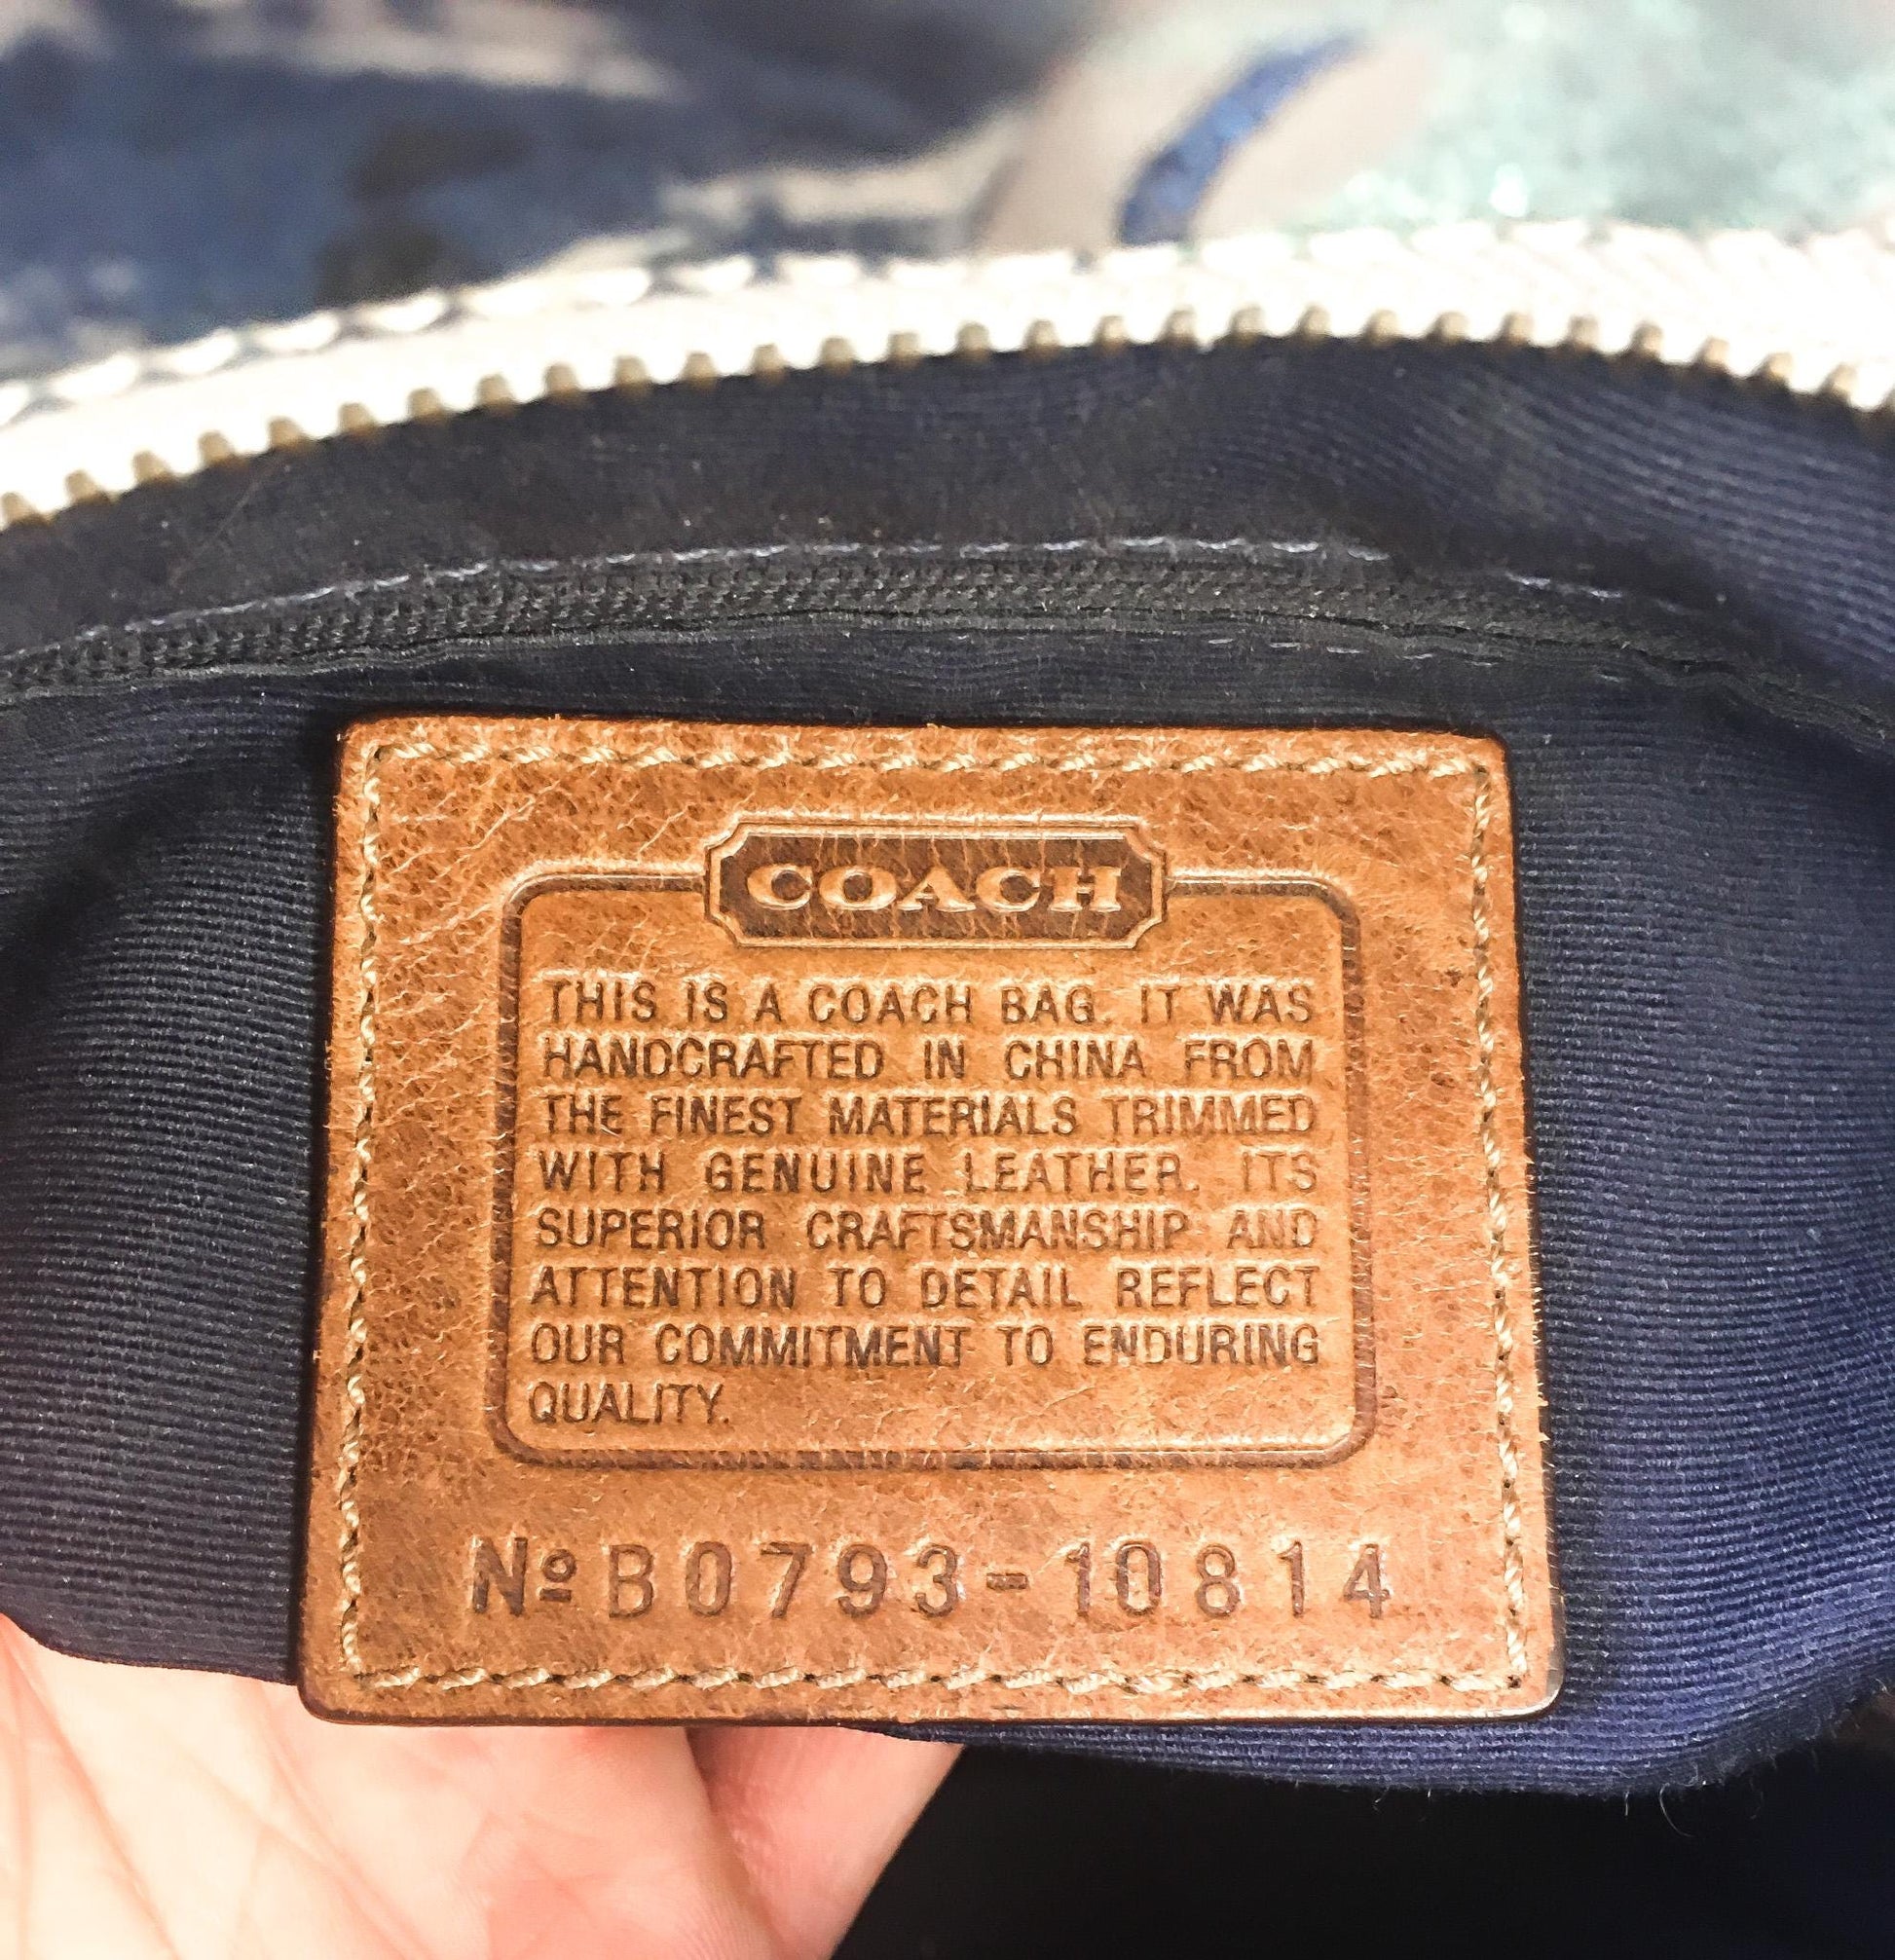 COACH
THIS IS A COACH BAG. IT WAS
HANDCRAFTED IN CHINA FROM
THE FINEST MATERIALS TRIMMED
WITH GENUINE LEATHER. ITS
SUPERIOR CRAFTSMANSHIP AND
ATTENTION TO DETAIL REFLECT
OUR COMMITMENT TO ENDURING
QUALITY.
Nº B0793-10814